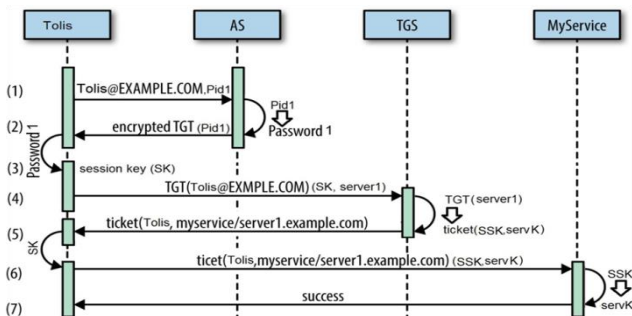 Tolis
AS
TGS
MyService
(1)
Tolis@EXAMPLE.COM,Pid1
Pid1
Password 1
(2)
encrypted TGT (Pid1)
Password 1
(3)
session key (SK)
(4)
TGT(Tolis@EXMPLE.COM) (SK, server1)
TGT(server1)
ticket(SSK,servK)
(5)
ticket(Tolis, myservice/server1.example.com)
SK
(6)
ticet(Tolis,myservice/server1.example.com) (SSK,servK)
SSK
servK
(7)
success